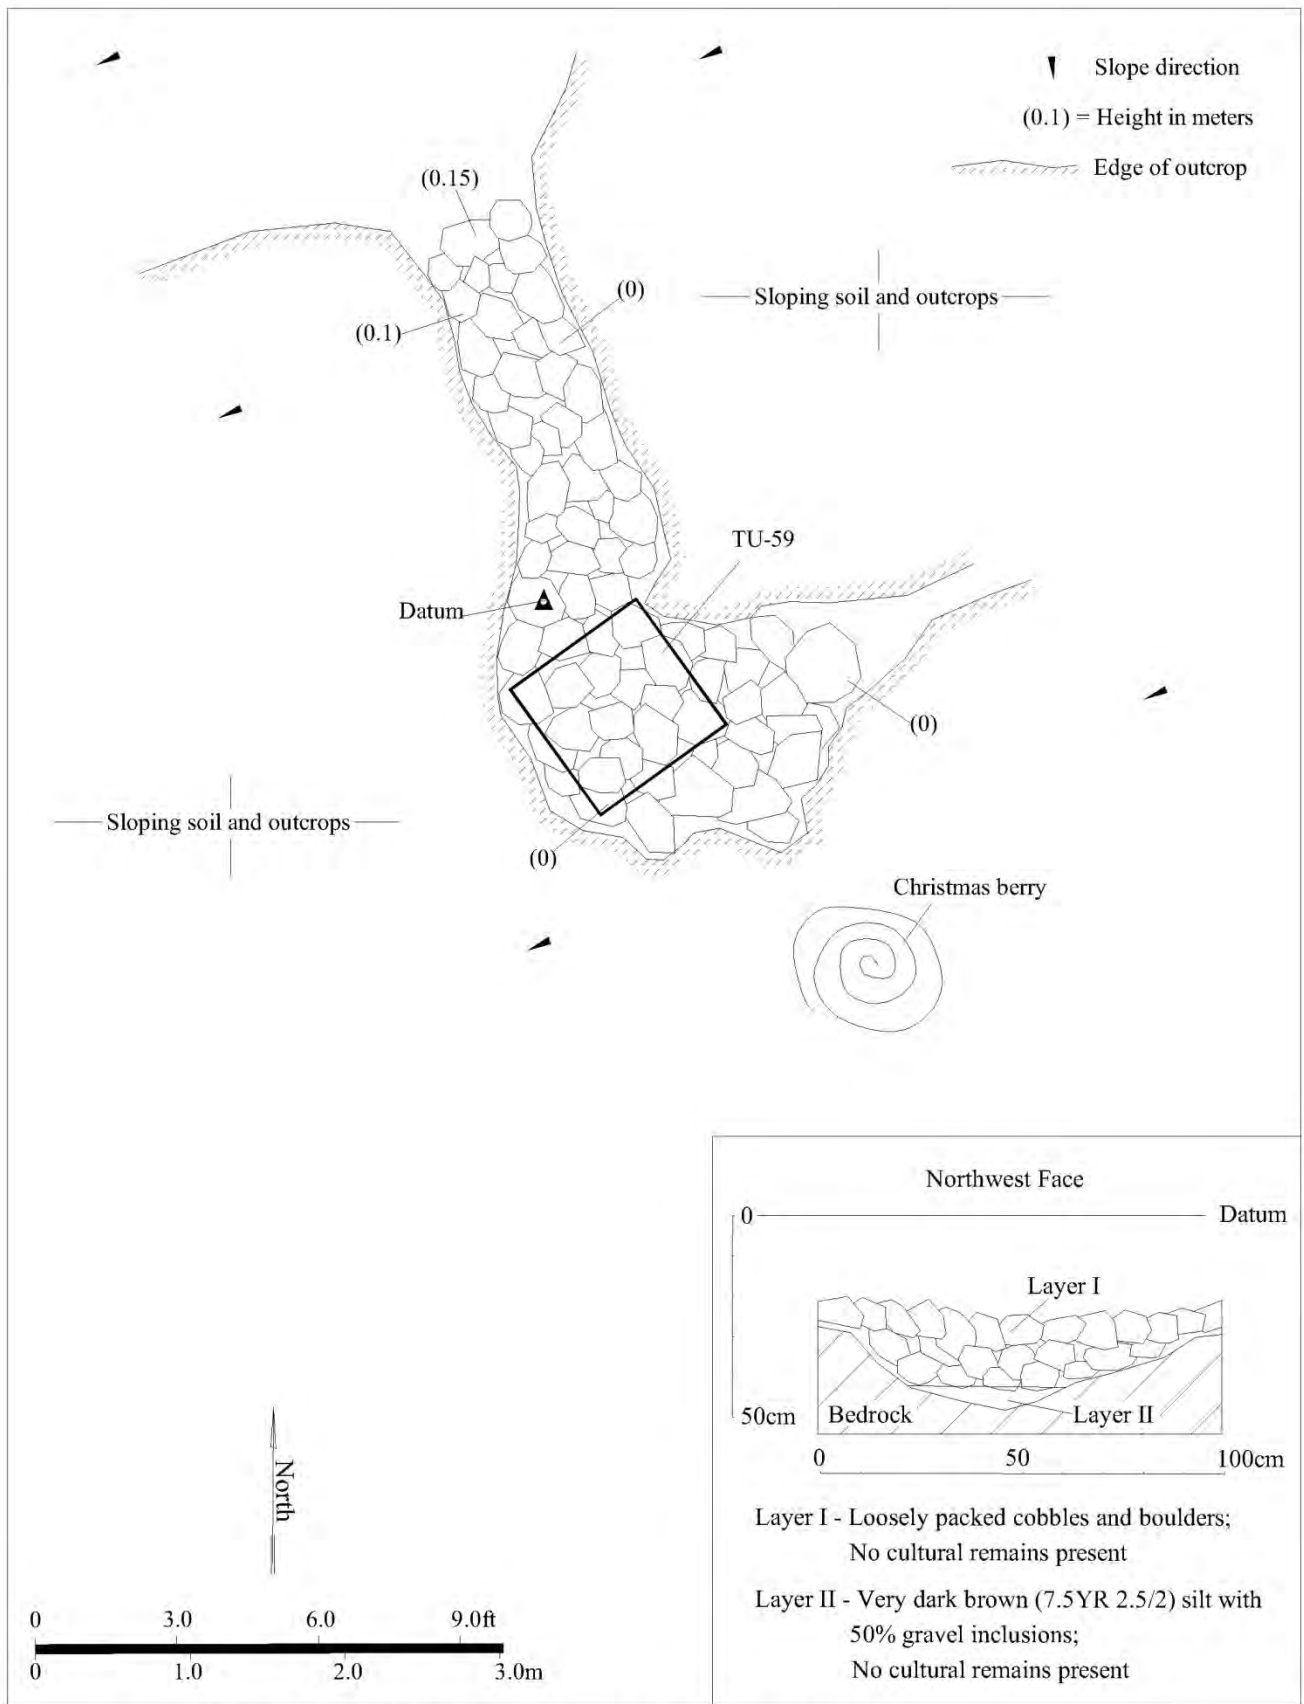 Slope direction
(0.1) = Height in meters
Edge of outcrop
(0.15)
(0)
Sloping soil and outcrops
(0.1)
TU-59
Datum
(0)
Sloping soil and outcrops
(0)
Christmas berry
Northwest Face
0
Datum
Layer I
50cm
Bedrock
Layer II
0 50 100cm
Layer I - Loosely packed cobbles and boulders;
No cultural remains present
Layer II - Very dark brown (7.5YR 2.5/2) silt with
50% gravel inclusions;
No cultural remains present
North
0 3.0 6.0 9.0ft
0 1.0 2.0 3.0m